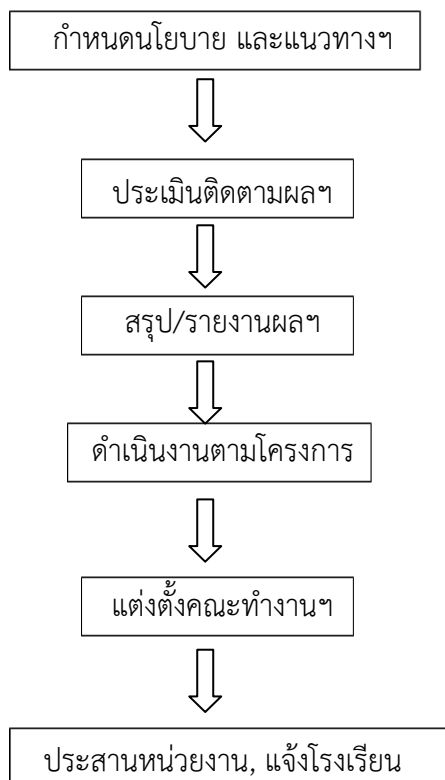 กำหนดนโยบาย และแนวทางฯ
ประเมินติดตามผลฯ
สรุป/รายงานผลฯ
ดำเนินงานตามโครงการ
แต่งตั้งคณะทำงานฯ
ประสานหน่วยงาน, แจ้งโรงเรียน